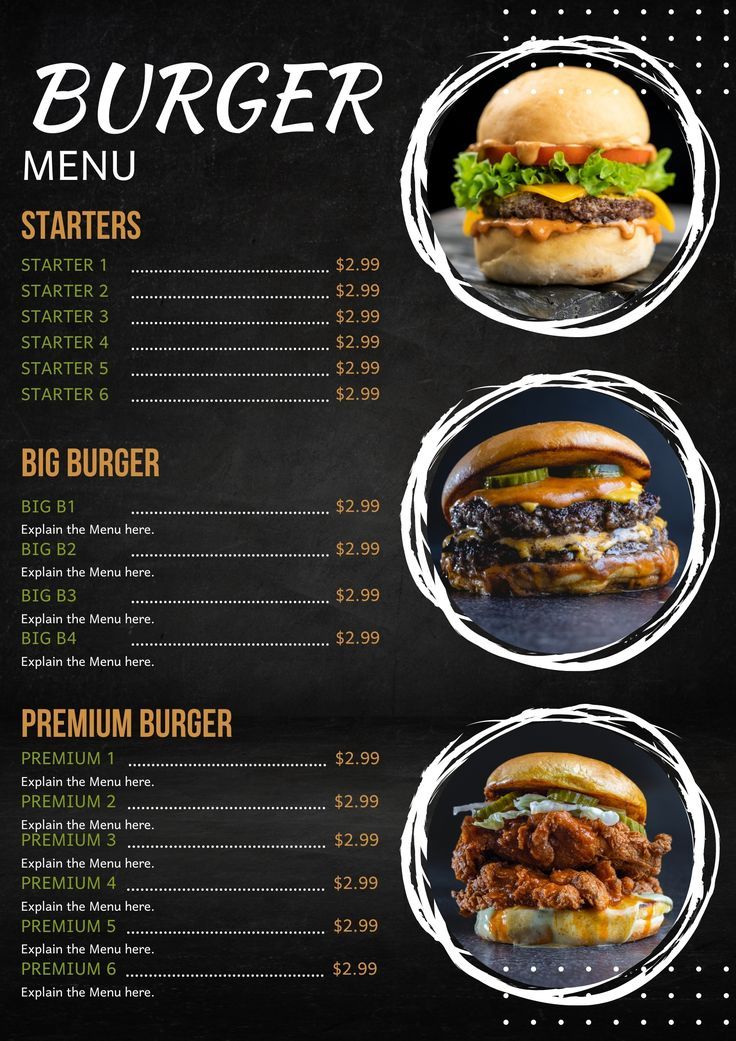 BURGER
MENU
STARTERS
STARTER 1 ........................................ $2.99
STARTER 2 ........................................ $2.99
STARTER 3 ........................................ $2.99
STARTER 4 ........................................ $2.99
STARTER 5 ........................................ $2.99
STARTER 6 ........................................ $2.99
BIG BURGER
BIG B1 ........................................ $2.99
Explain the Menu here.
BIG B2 ........................................ $2.99
Explain the Menu here.
BIG B3 ........................................ $2.99
Explain the Menu here.
BIG B4 ........................................ $2.99
Explain the Menu here.
PREMIUM BURGER
PREMIUM 1 ........................................ $2.99
Explain the Menu here.
PREMIUM 2 ........................................ $2.99
Explain the Menu here.
PREMIUM 3 ........................................ $2.99
Explain the Menu here.
PREMIUM 4 ........................................ $2.99
Explain the Menu here.
PREMIUM 5 ........................................ $2.99
Explain the Menu here.
PREMIUM 6 ........................................ $2.99
Explain the Menu here.